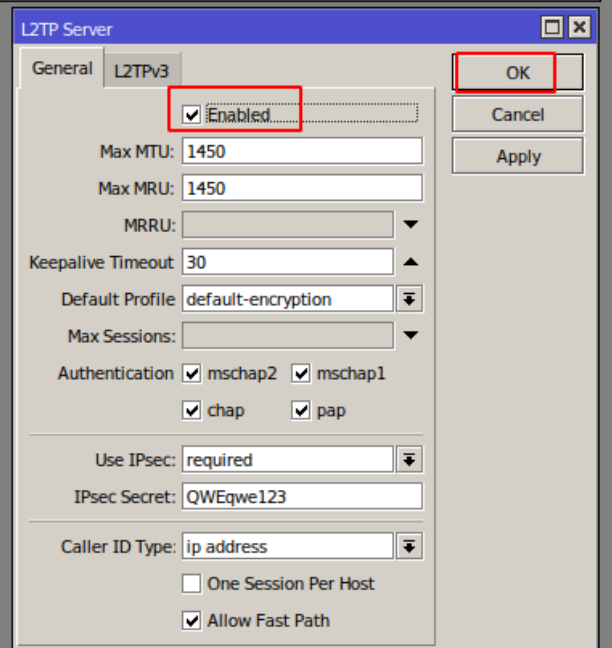 L2TP Server
General L2TPv3
OK
Enabled
Cancel
Max MTU: 1450
Apply
Max MRU: 1450
MRRU:
Keepalive Timeout 30
Default Profile default-encryption
Max Sessions:
Authentication mschap2 mschap1
chap pap
Use IPsec: required
IPsec Secret: QWEqwe123
Caller ID Type: ip address
One Session Per Host
Allow Fast Path